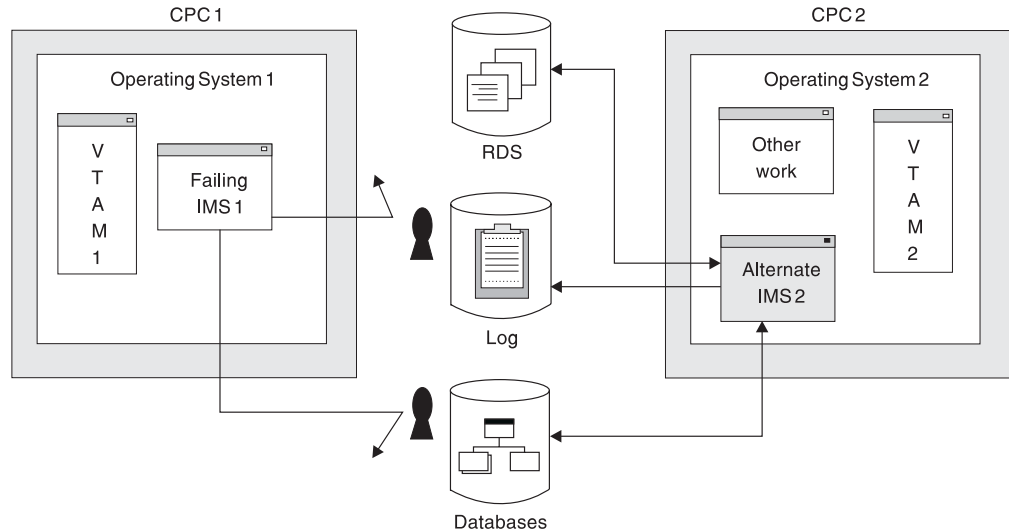 CPC 1
Operating System 1
V
T
A
M
1
Failing
IMS 1
RDS
Log
Databases
CPC 2
Operating System 2
Other
work
V
T
A
M
2
Alternate
IMS 2